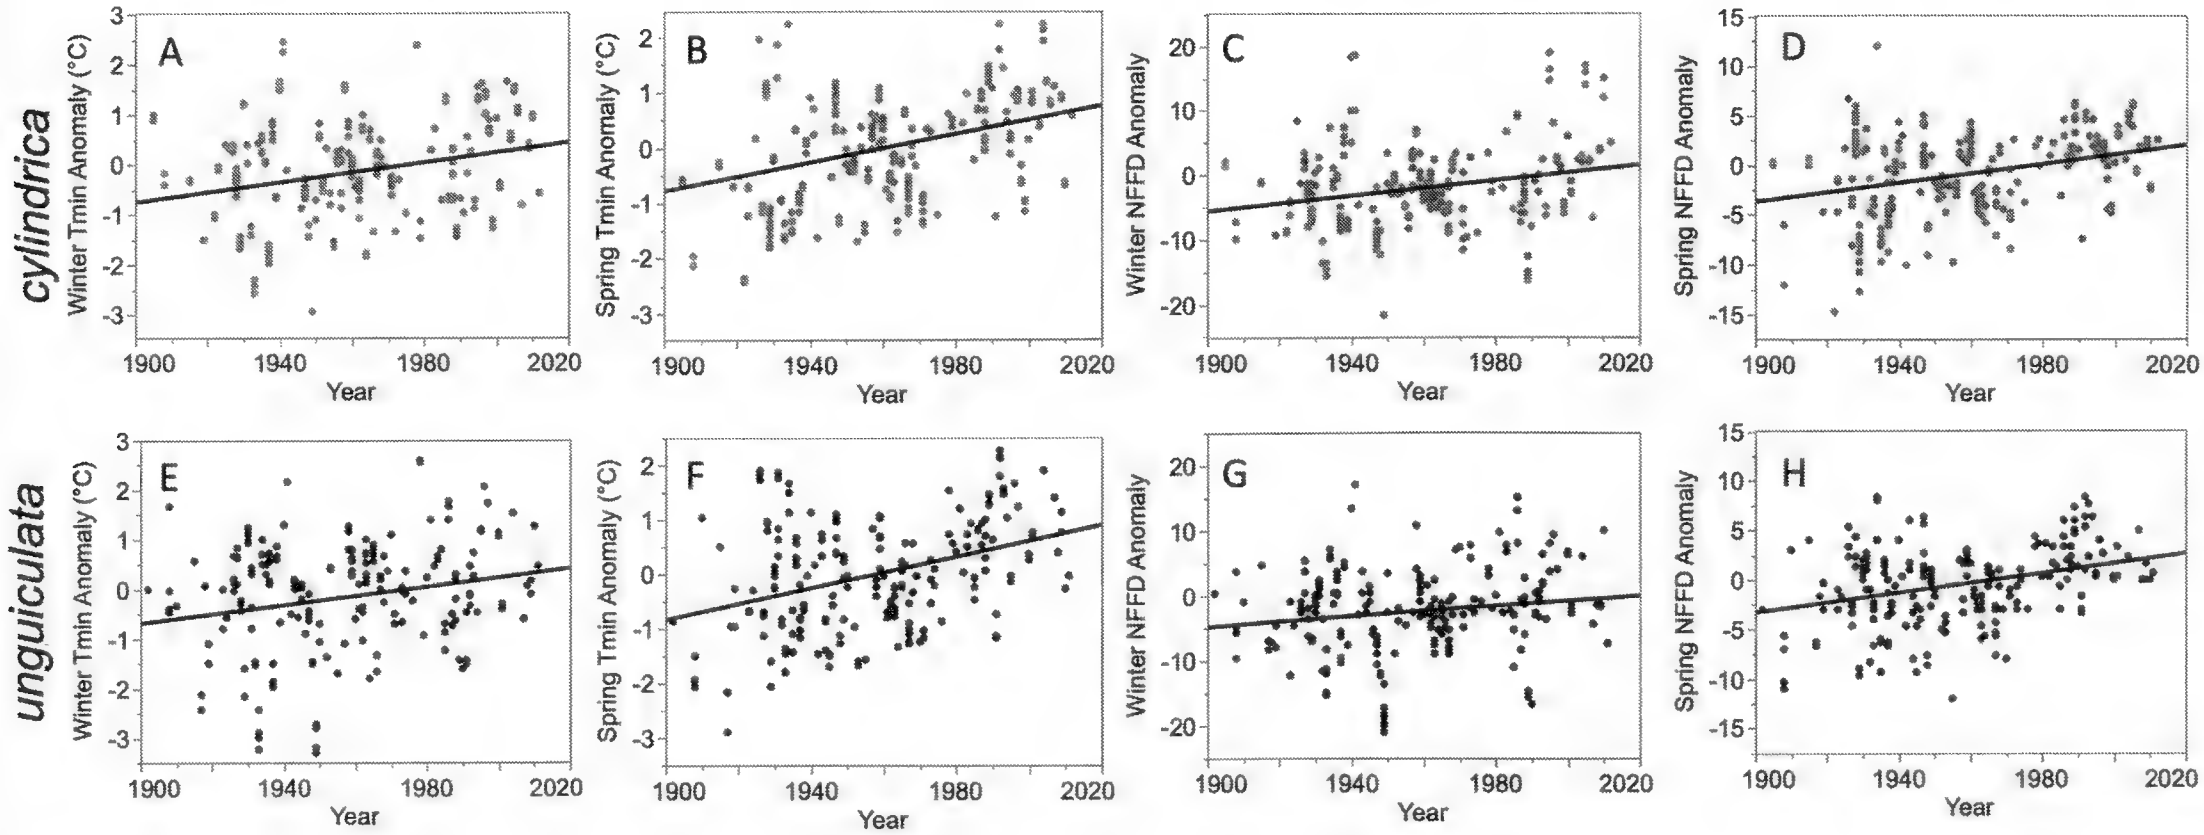 cylindrica
A
Winter Tmin Anomaly (°C)
3
2
1
0
-1
-2
-3
1900 1940 1980 2020
Year
B
Spring Tmin Anomaly (°C)
2
1
0
-1
-2
-3
1900 1940 1980 2020
Year
C
Winter NFFD Anomaly
20
10
0
-10
-20
1900 1940 1980 2020
Year
D
Spring NFFD Anomaly
15
10
5
0
-5
-10
-15
1900 1940 1980 2020
Year
unguiculata
E
Winter Tmin Anomaly (°C)
3
2
1
0
-1
-2
-3
1900 1940 1980 2020
Year
F
Spring Tmin Anomaly (°C)
2
1
0
-1
-2
-3
1900 1940 1980 2020
Year
G
Winter NFFD Anomaly
20
10
0
-10
-20
1900 1940 1980 2020
Year
H
Spring NFFD Anomaly
15
10
5
0
-5
-10
-15
1900 1940 1980 2020
Year